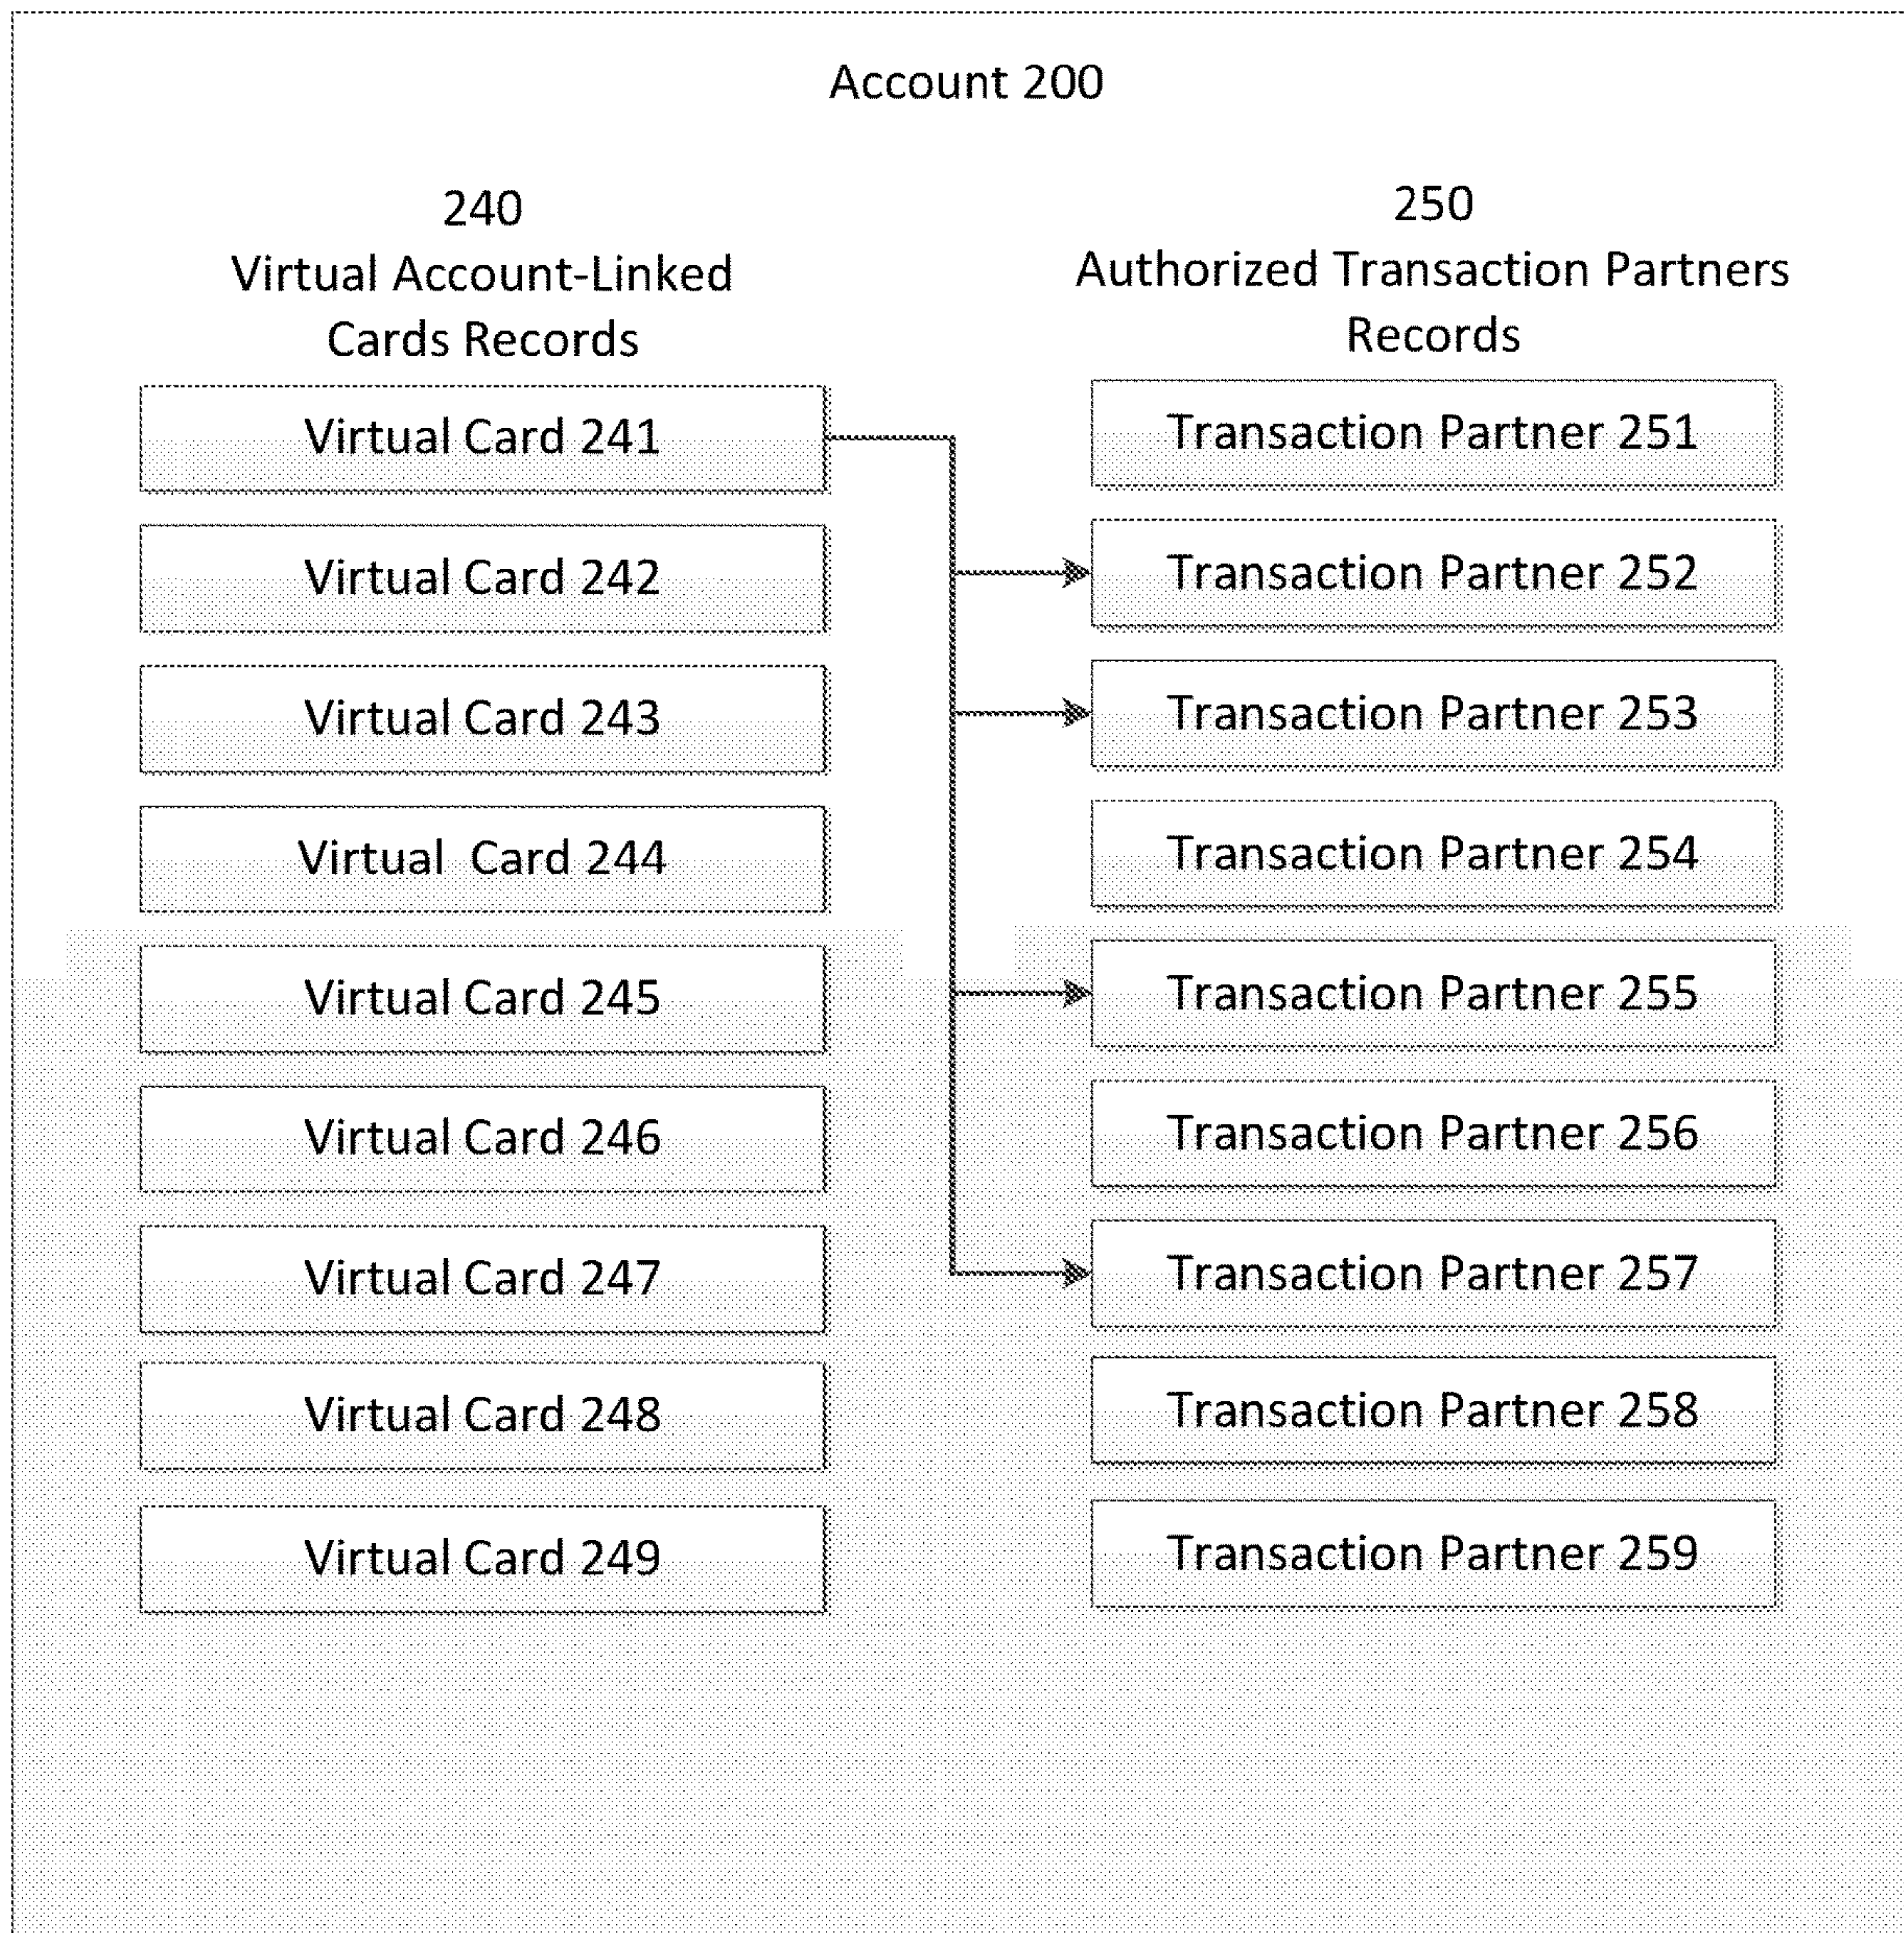 Account 200
240
Virtual Account-Linked
Cards Records
Virtual Card 241
Virtual Card 242
Virtual Card 243
Virtual  Card 244
Virtual Card 245
Virtual Card 246
Virtual Card 247
Virtual Card 248
Virtual Card 249
250
Authorized Transaction Partners
Records
Transaction Partner 251
Transaction Partner 252
Transaction Partner 253
Transaction Partner 254
Transaction Partner 255
Transaction Partner 256
Transaction Partner 257
Transaction Partner 258
Transaction Partner 259